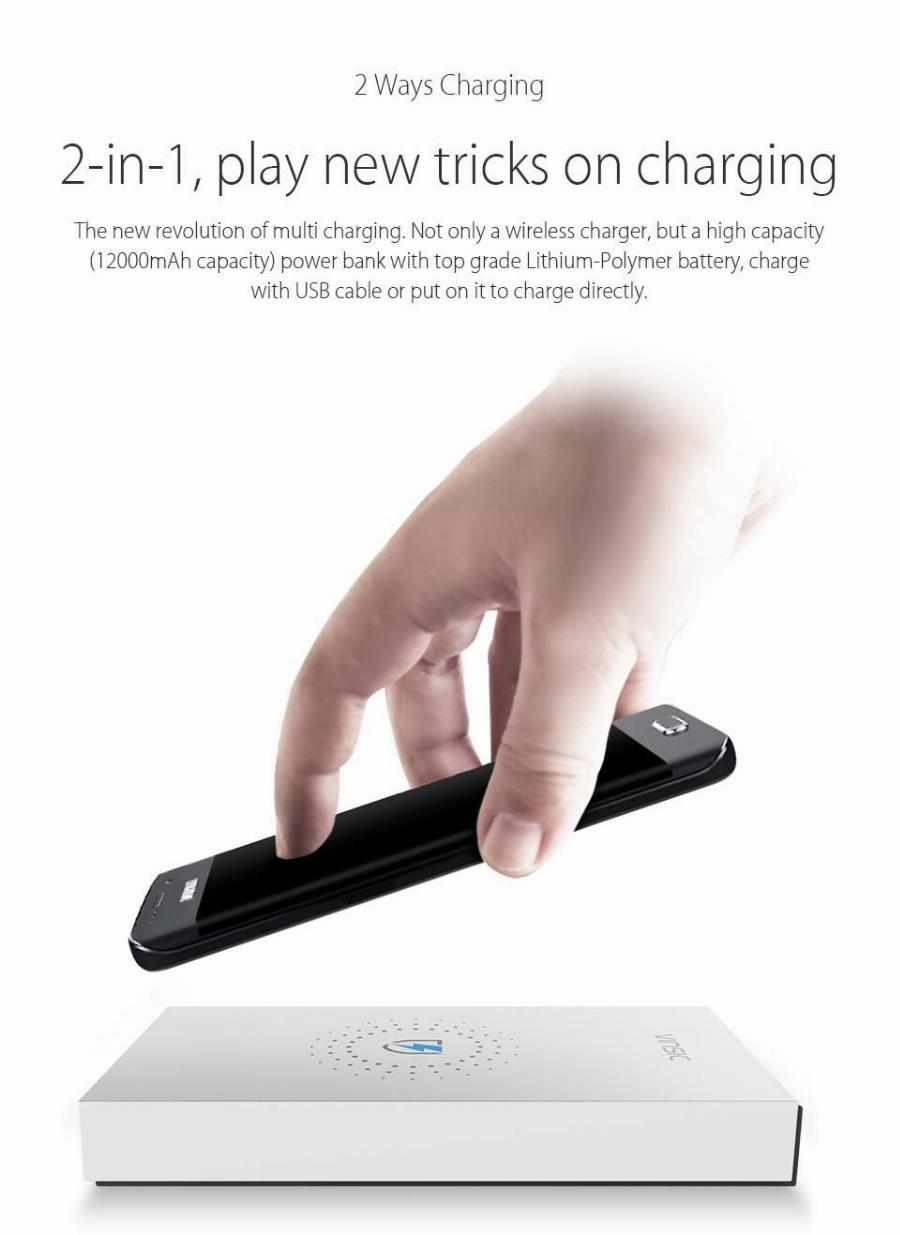 2 Ways Charging
2-in-1, play new tricks on charging
The new revolution of multi charging. Not only a wireless charger, but a high capacity
(12000mAh capacity) power bank with top grade Lithium-Polymer battery, charge
with USB cable or put on it to charge directly.
VINSIC